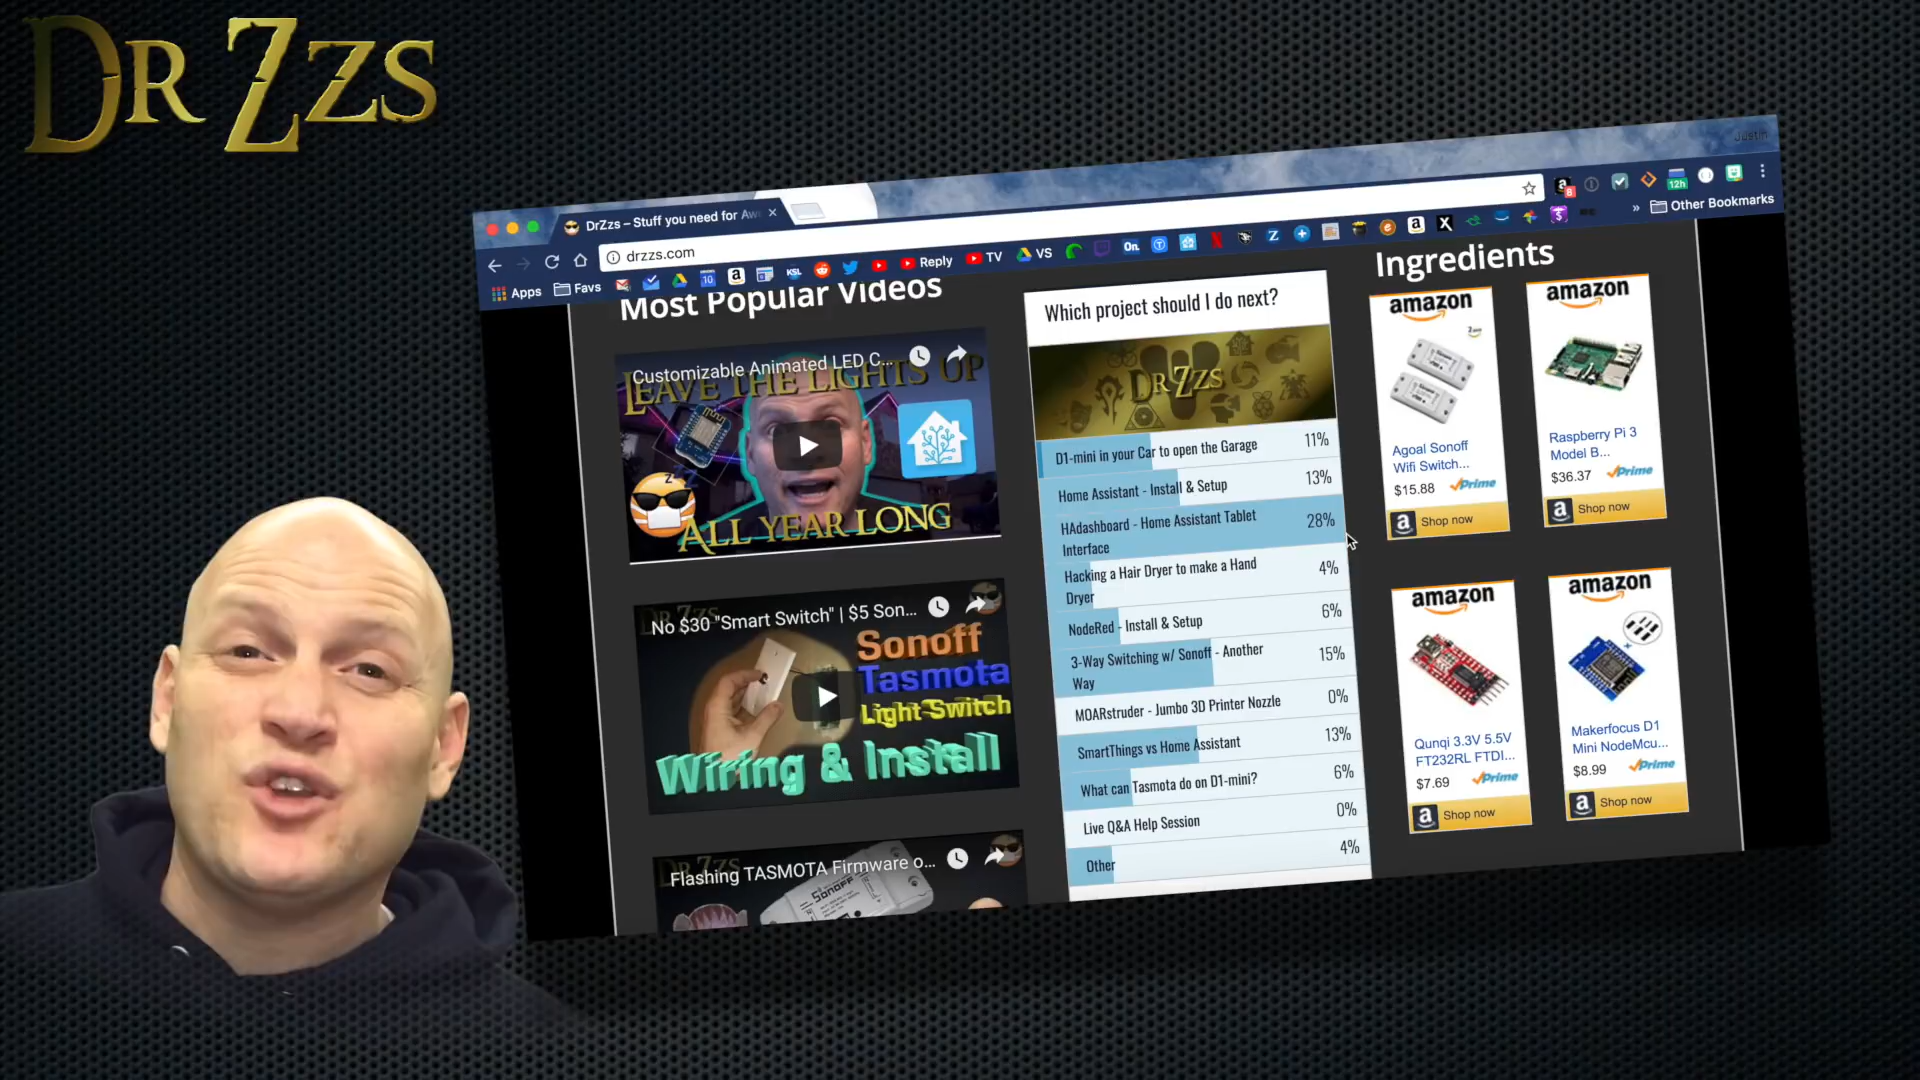 DR ZZS
Justin
DrZzs – Stuff you need for Aw
drzzs.com
12h
Apps
Favs
10
KSL
Reply
TV
VS
On
Other Bookmarks
Most Popular Videos
Customizable Animated LED C...
LEAVE THE LIGHTS UP
ALL YEAR LONG
No $30 "Smart Switch" | $5 Son...
Sonoff
Tasmota
Light Switch
Wiring & Install
Flashing TASMOTA Firmware o...
SONOFF
Which project should I do next?
DRZZS
D1-mini in your Car to open the Garage 11%
Home Assistant - Install & Setup 13%
HAdashboard - Home Assistant Tablet
Interface 28%
Hacking a Hair Dryer to make a Hand
Dryer 4%
NodeRed - Install & Setup 6%
3-Way Switching w/ Sonoff - Another
Way 15%
MOARstruder - Jumbo 3D Printer Nozzle 0%
SmartThings vs Home Assistant 13%
What can Tasmota do on D1-mini? 6%
Live Q&A Help Session 0%
Other 4%
Ingredients
amazon
Agoal Sonoff
Wifi Switch...
$15.88 Prime
Shop now
amazon
Raspberry Pi 3
Model B...
$36.37 Prime
Shop now
amazon
Qunqi 3.3V 5.5V
FT232RL FTDI...
$7.69 Prime
Shop now
amazon
Makerfocus D1
Mini NodeMcu...
$8.99 Prime
Shop now